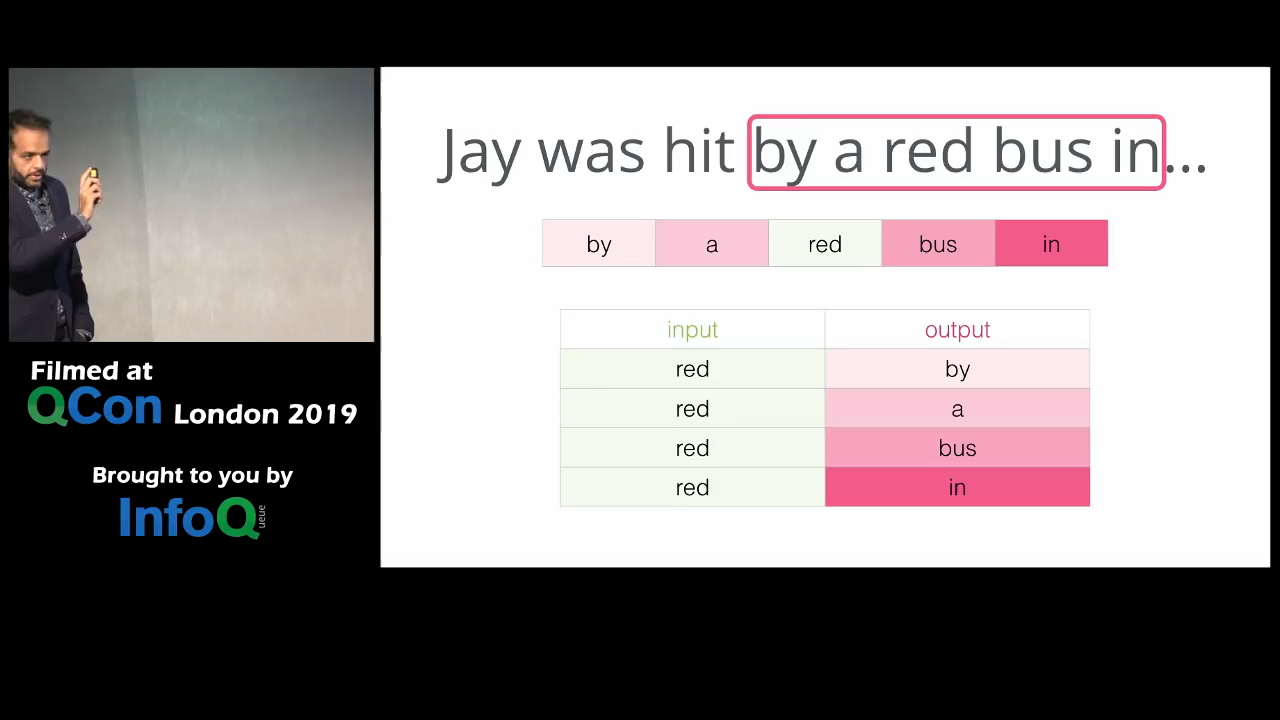 Jay was hit by a red bus in...
by a red bus in
input output
red by
red a
red bus
red in
Filmed at
QCon London 2019
Brought to you by
InfoQ
ueue